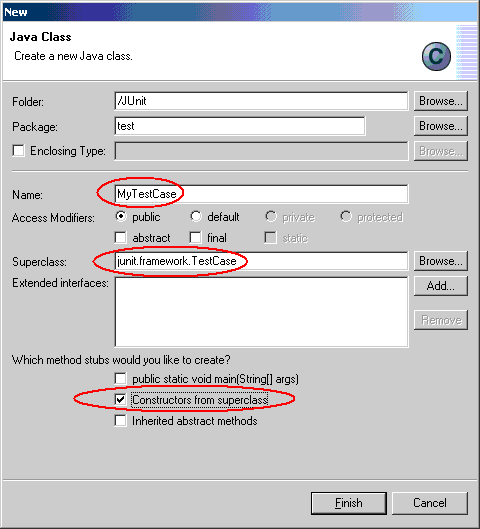 New
Java Class
Create a new Java class.
C
Folder: /JUnit Browse...
Package: test Browse...
Enclosing Type: Browse...
Name: MyTestCase
Access Modifiers: public default private protected
abstract final static
Superclass: junit.framework.TestCase Browse...
Extended interfaces: Add...
Remove
Which method stubs would you like to create?
public static void main(String[] args)
Constructors from superclass
Inherited abstract methods
Finish Cancel